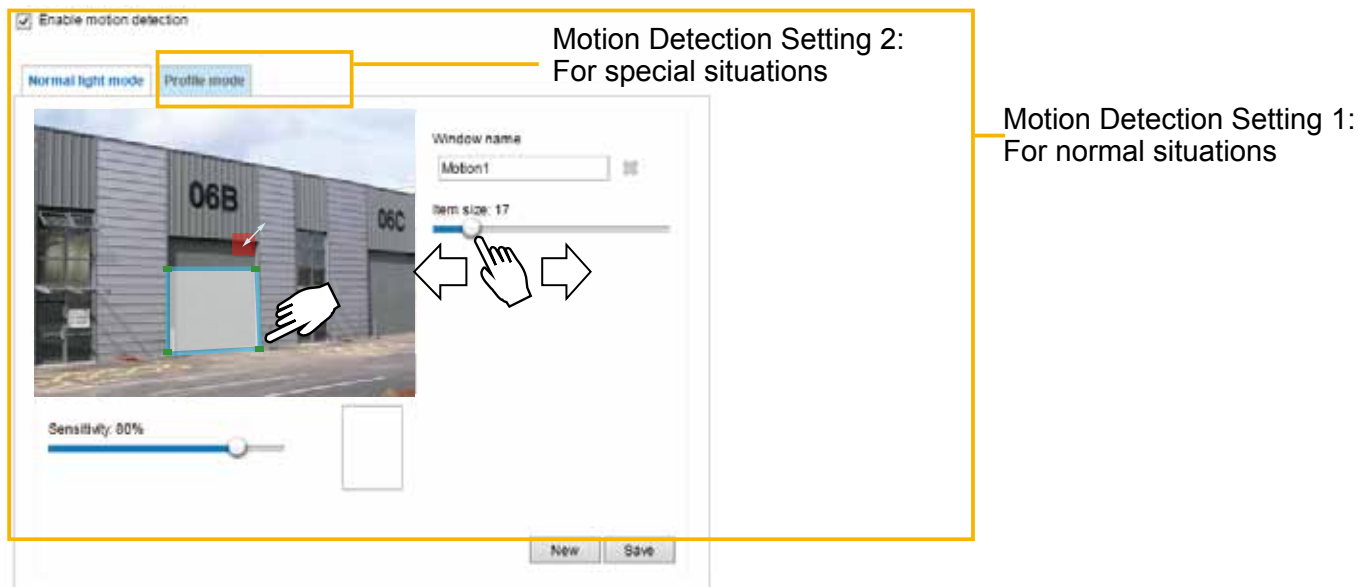 Enable motion detection
Motion Detection Setting 2:
For special situations
Normal light mode
Profile mode
Motion Detection Setting 1:
For normal situations
Window name
Motion1
Item size: 17
06B
06C
Sensitivity: 80%
New
Save